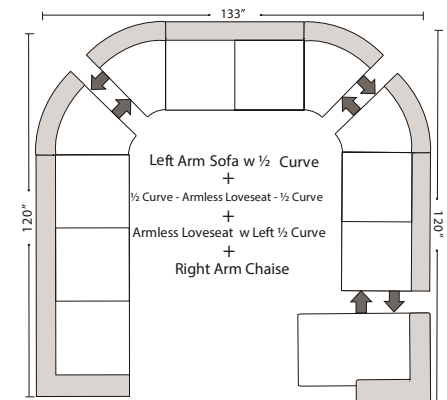 133"
Left Arm Sofa w ½ Curve
+
½ Curve - Armless Loveseat - ½ Curve
+
Armless Loveseat w Left ½ Curve
+
Right Arm Chaise
120"
120"